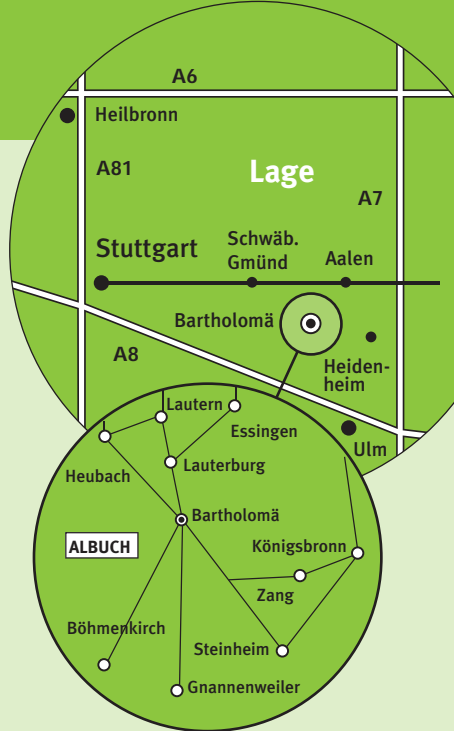 A6
Heilbronn
A81
Lage
A7
Schwäb.
Gmünd
Aalen
Stuttgart
Bartholomä
A8
Heiden-
heim
Lautern
Essingen
Ulm
Heubach
Lauterburg
Bartholomä
ALBUCH
Königsbronn
Zang
Böhmenkirch
Steinheim
Gnannenweiler